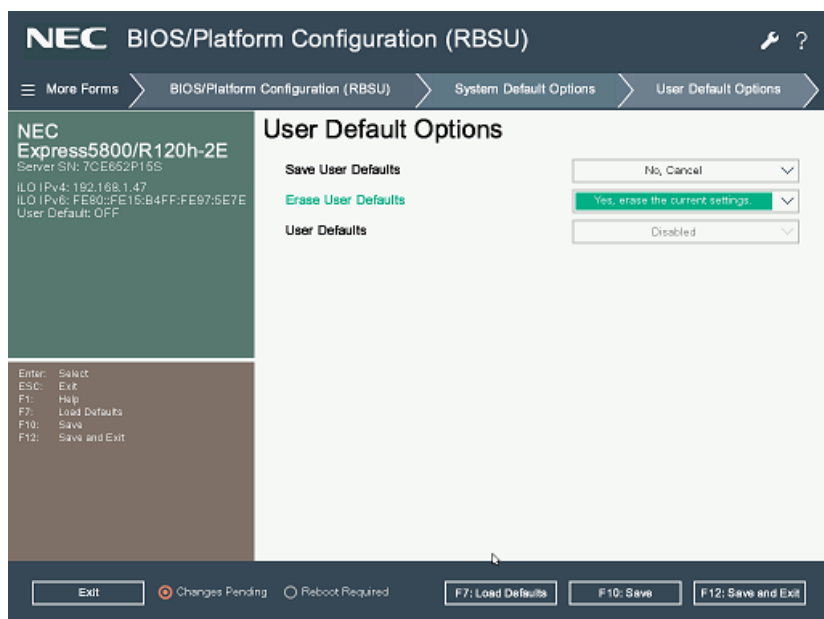 NEC BIOS/Platform Configuration (RBSU)
?
More Forms
BIOS/Platform Configuration (RBSU)
System Default Options
User Default Options
NEC
Express5800/R120h-2E
Server SN: 7CE652P15S
iLO IPv4: 192.168.1.47
iLO IPv6: FE80::FE15:B4FF:FE97:5E7E
User Default: OFF
User Default Options
Save User Defaults
No, Cancel
Erase User Defaults
Yes, erase the current settings.
User Defaults
Disabled
Enter: Select
ESC: Exit
F1: Help
F7: Load Defaults
F10: Save
F12: Save and Exit
Exit
Changes Pending
Reboot Required
F7: Load Defaults
F10: Save
F12: Save and Exit